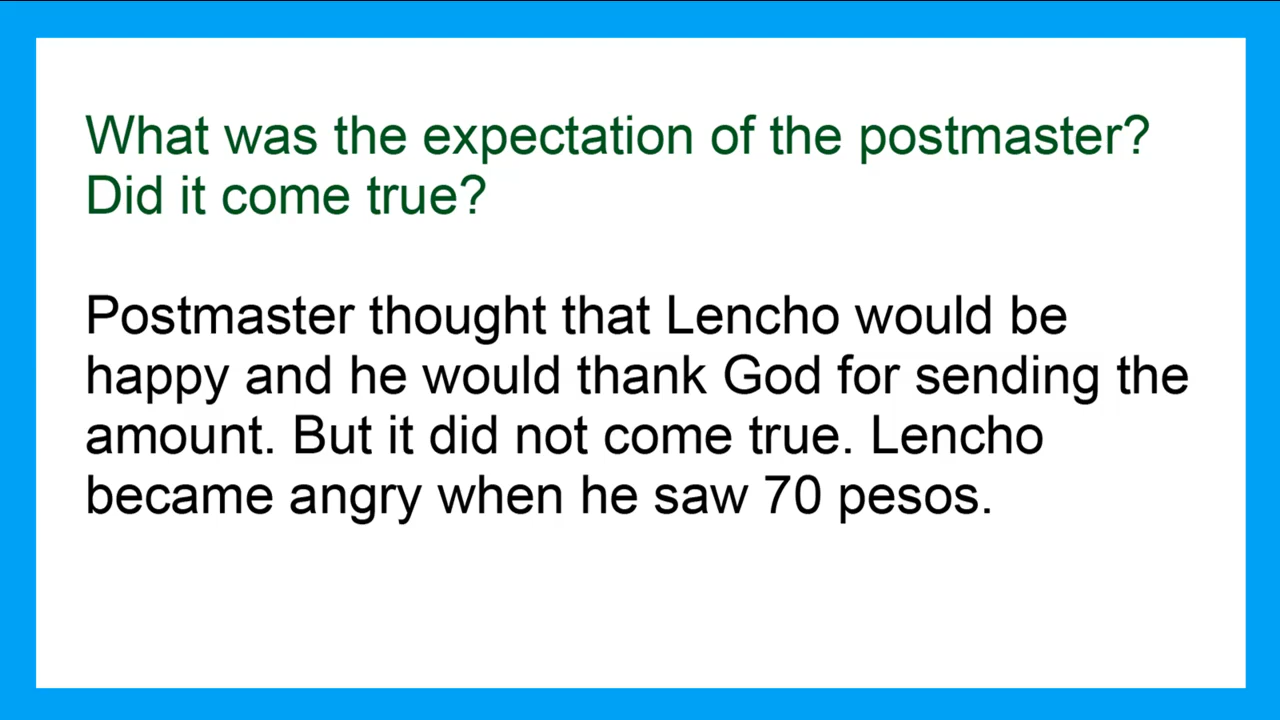 What was the expectation of the postmaster?
Did it come true?
Postmaster thought that Lencho would be
happy and he would thank God for sending the
amount. But it did not come true. Lencho
became angry when he saw 70 pesos.